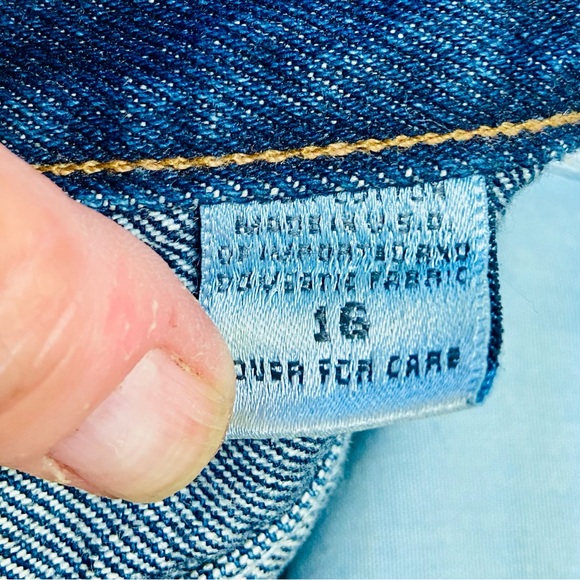 MADE IN U.S.A
OF IMPORTED AND
DOMESTIC FABRIC
16
OVER FOR CARE